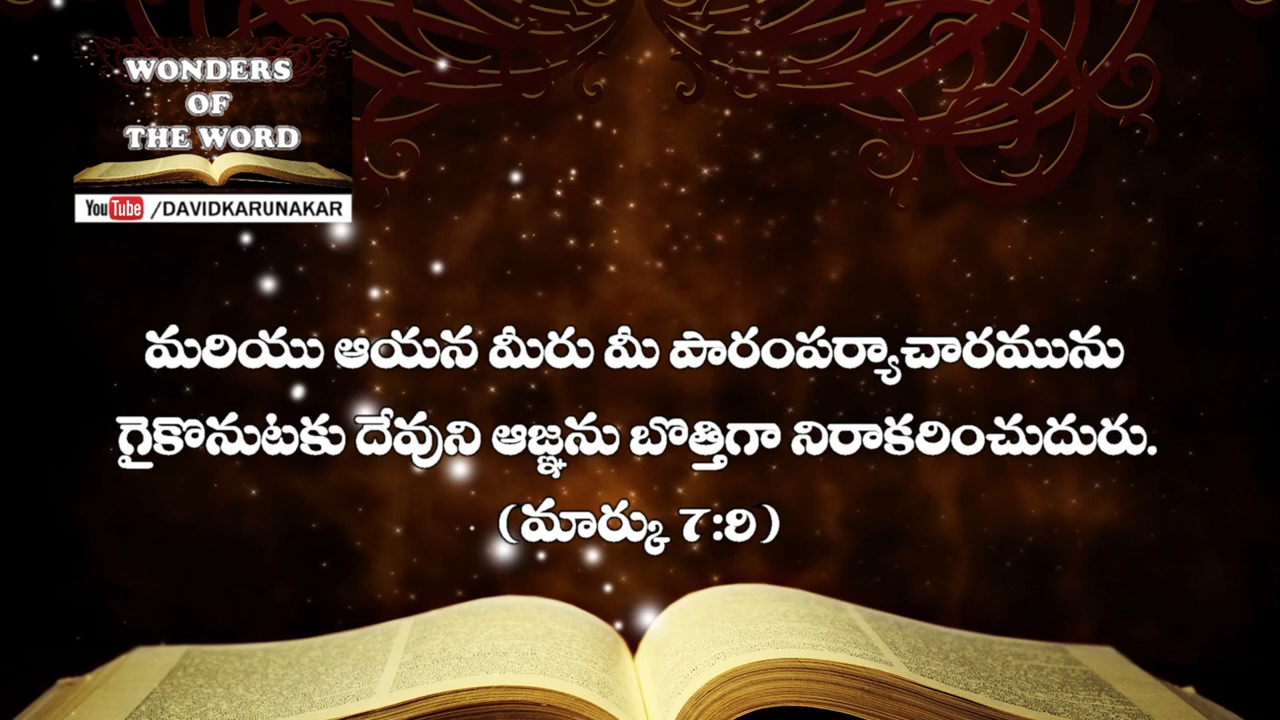 WONDERS
OF
THE WORD
YouTube /DAVIDKARUNAKAR
మరియు ఆయన మీరు మీ పారంపర్యాచారమును
గైకొనుటకు దేవుని ఆజ్ఞను బొత్తిగా నిరాకరించుదురు.
(మార్కు 7:9)